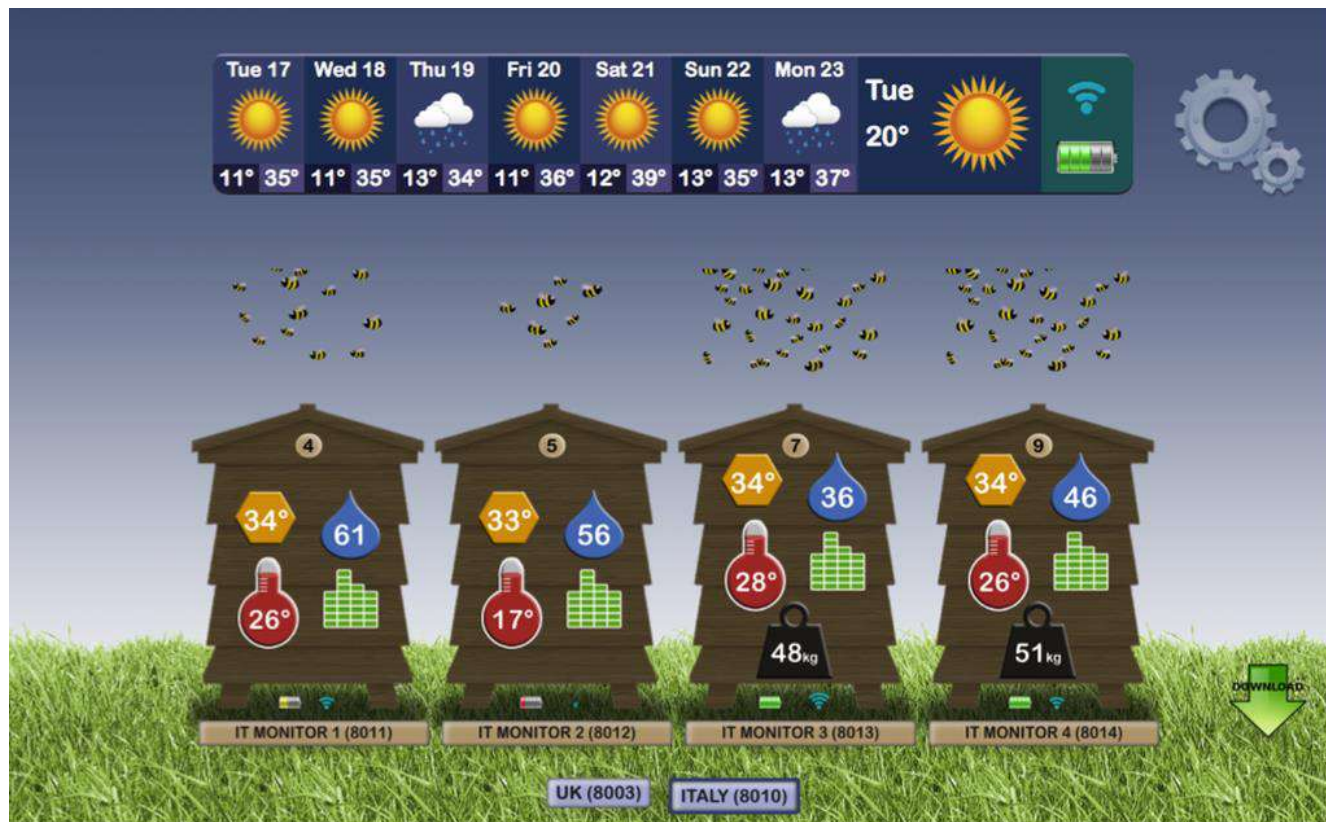 Tue 17 Wed 18 Thu 19 Fri 20 Sat 21 Sun 22 Mon 23
Tue
20°
11° 35° 11° 35° 13° 34° 11° 36° 12° 39° 13° 35° 13° 37°
4 5 7 9
34° 61 33° 56 34° 36 34° 46
26° 17° 28° 26°
48kg 51kg
DOWNLOAD
IT MONITOR 1 (8011) IT MONITOR 2 (8012) IT MONITOR 3 (8013) IT MONITOR 4 (8014)
UK (8003) ITALY (8010)